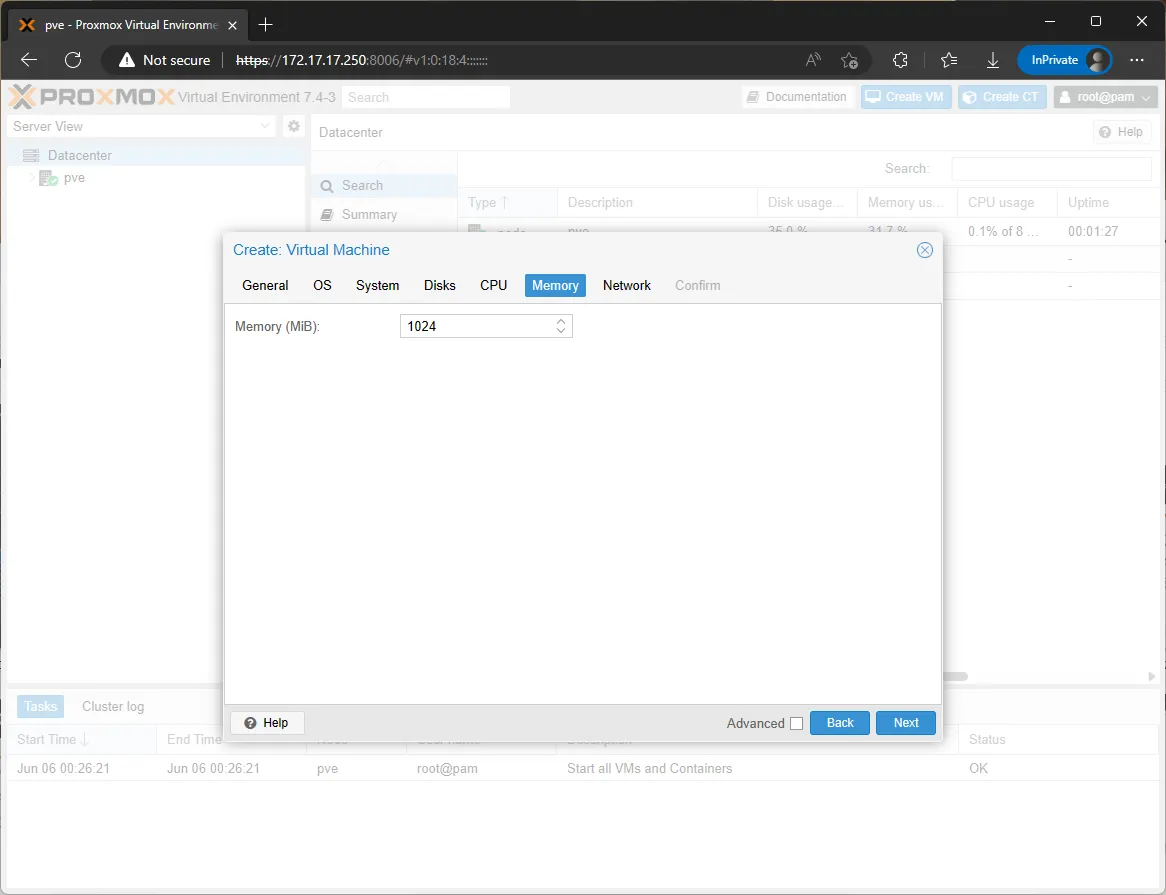 pve - Proxmox Virtual Environme
Not secure
https://172.17.17.250:8006/#v1:0:18:4:::::::
InPrivate
PROXMOX Virtual Environment 7.4-3
Search
Documentation
Create VM
Create CT
root@pam
Server View
Datacenter
Help
Datacenter
pve
Search
Summary
Search:
Type
Description
Disk usage...
Memory us...
CPU usage
Uptime
node
pve
35.0 %
31.7 %
0.1% of 8 ...
00:01:27
-
-
Create: Virtual Machine
General
OS
System
Disks
CPU
Memory
Network
Confirm
Memory (MiB):
1024
Help
Advanced
Back
Next
Tasks
Cluster log
Start Time
End Time
Node
User name
Description
Status
Jun 06 00:26:21
Jun 06 00:26:21
pve
root@pam
Start all VMs and Containers
OK